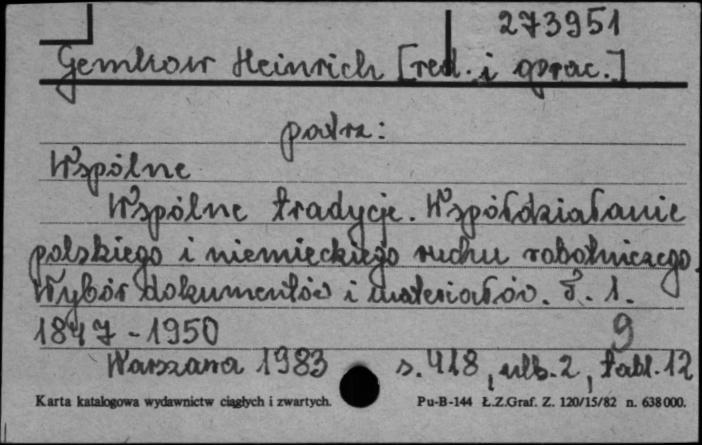 273951
Gemkow Heinrich [red. i oprac.]
patrz:
Wspólne
Wspólne tradycje. Współdziałanie
polskiego i niemieckiego ruchu robotniczego.
Wybór dokumentów i materiałów. T. 1.
1847-1950 9
Warszawa 1983 s. 418, nlb. 2, tabl. 12
Karta katalogowa wydawnictw ciągłych i zwartych. Pu-B-144 Ł.Z.Graf. Z. 120/15/82 n. 638000.